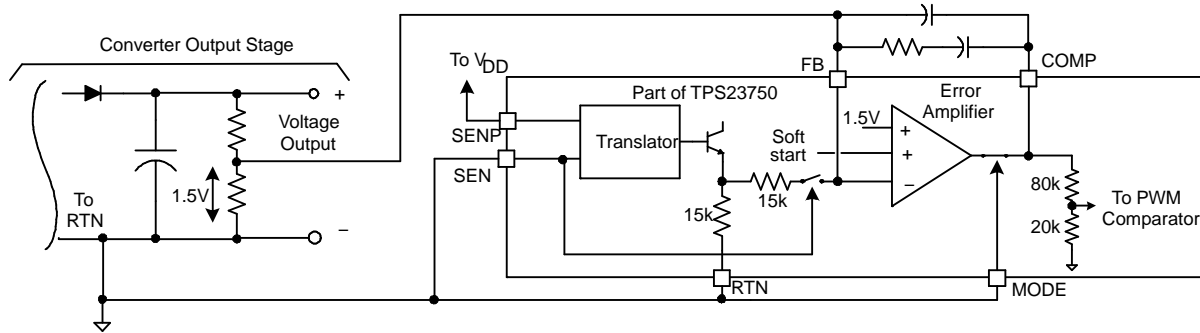 Converter Output Stage
To VDD
FB
COMP
Part of TPS23750
Error
Amplifier
+
Voltage
Output
SENP
Translator
1.5V
+
Soft
start
+
SEN
−
1.5V
To
RTN
15k
15k
80k
20k
To PWM
Comparator
−
RTN
MODE